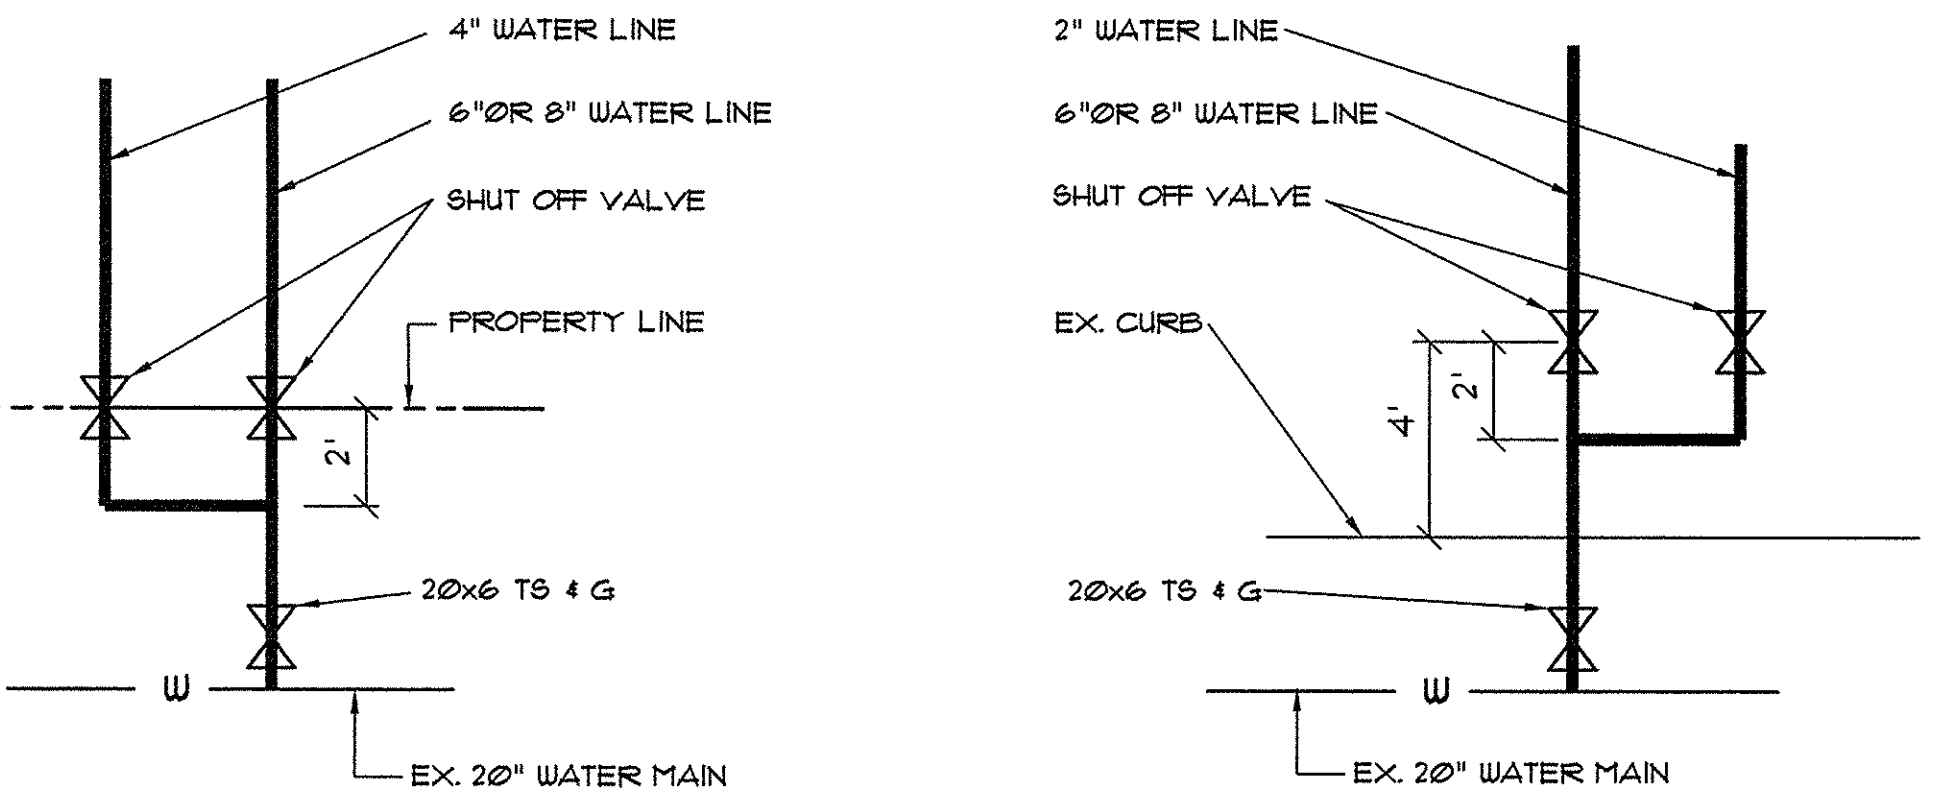 4" WATER LINE
6"ØR 8" WATER LINE
SHUT OFF VALVE
PROPERTY LINE
2'
20x6 TS & G
W
EX. 20" WATER MAIN
2" WATER LINE
6"ØR 8" WATER LINE
SHUT OFF VALVE
EX. CURB
2'
4'
20x6 TS & G
W
EX. 20" WATER MAIN